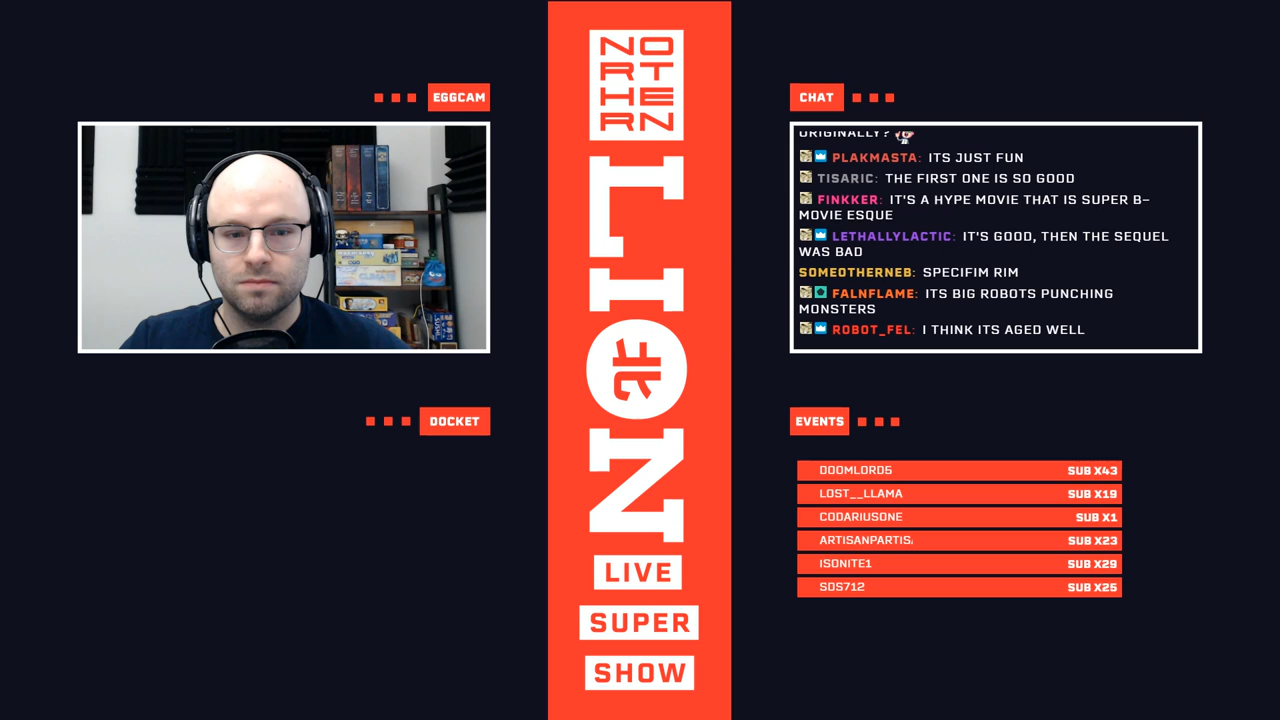 EGGCAM
DOCKET
NO
RT
HE
RN
LION
LIVE
SUPER
SHOW
CHAT
ORIGINALLY?
PLAKMASTA: ITS JUST FUN
TISARIC: THE FIRST ONE IS SO GOOD
FINKKER: IT'S A HYPE MOVIE THAT IS SUPER B-
MOVIE ESQUE
LETHALLYLACTIC: IT'S GOOD, THEN THE SEQUEL
WAS BAD
SOMEOTHERNEB: SPECIFIM RIM
FALNFLAME: ITS BIG ROBOTS PUNCHING
MONSTERS
ROBOT_FEL: I THINK ITS AGED WELL
EVENTS
DOOMLORD5 SUB X43
LOST__LLAMA SUB X19
CODARIUSONE SUB X1
ARTISANPARTIS SUB X23
ISONITE1 SUB X29
SDS712 SUB X25